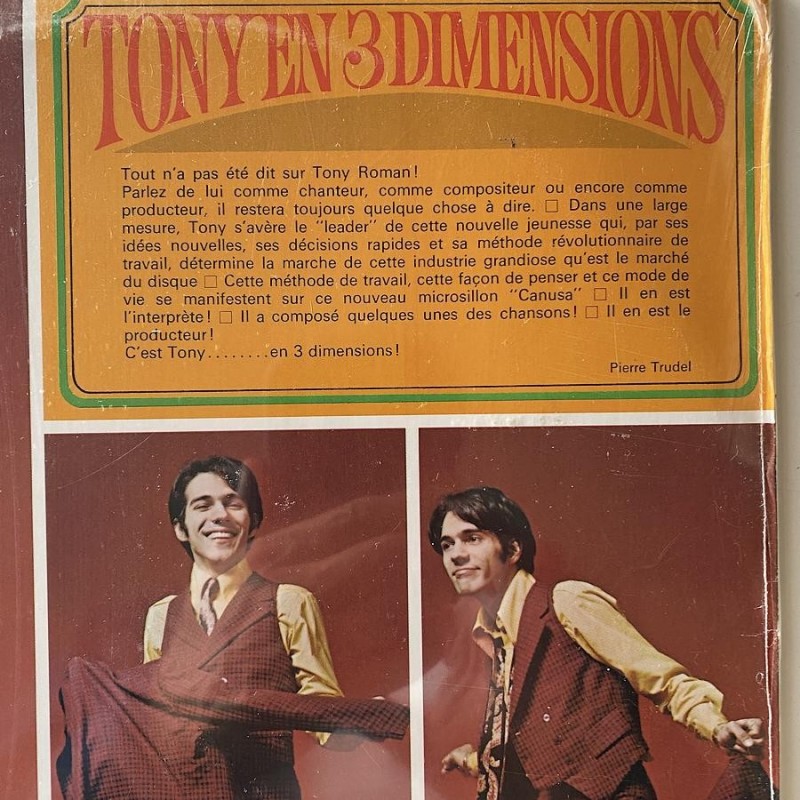 TONY EN 3 DIMENSIONS
Tout n'a pas été dit sur Tony Roman!
Parlez de lui comme chanteur, comme compositeur ou encore comme
producteur, il restera toujours quelque chose à dire. □ Dans une large
mesure, Tony s'avère le "leader" de cette nouvelle jeunesse qui, par ses
idées nouvelles, ses décisions rapides et sa méthode révolutionnaire de
travail, détermine la marche de cette industrie grandiose qu'est le marché
du disque □ Cette méthode de travail, cette façon de penser et ce mode de
vie se manifestent sur ce nouveau microsillon "Canusa" □ Il en est
l'interprète! □ Il a composé quelques unes des chansons! □ Il en est le
producteur!
C'est Tony........en 3 dimensions!
Pierre Trudel